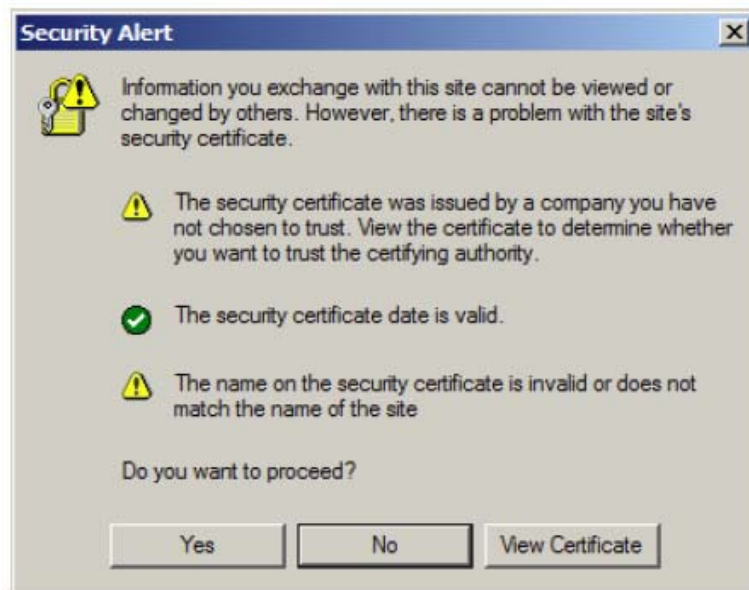 Security Alert
Information you exchange with this site cannot be viewed or
changed by others. However, there is a problem with the site's
security certificate.
The security certificate was issued by a company you have
not chosen to trust. View the certificate to determine whether
you want to trust the certifying authority.
The security certificate date is valid.
The name on the security certificate is invalid or does not
match the name of the site
Do you want to proceed?
Yes No View Certificate